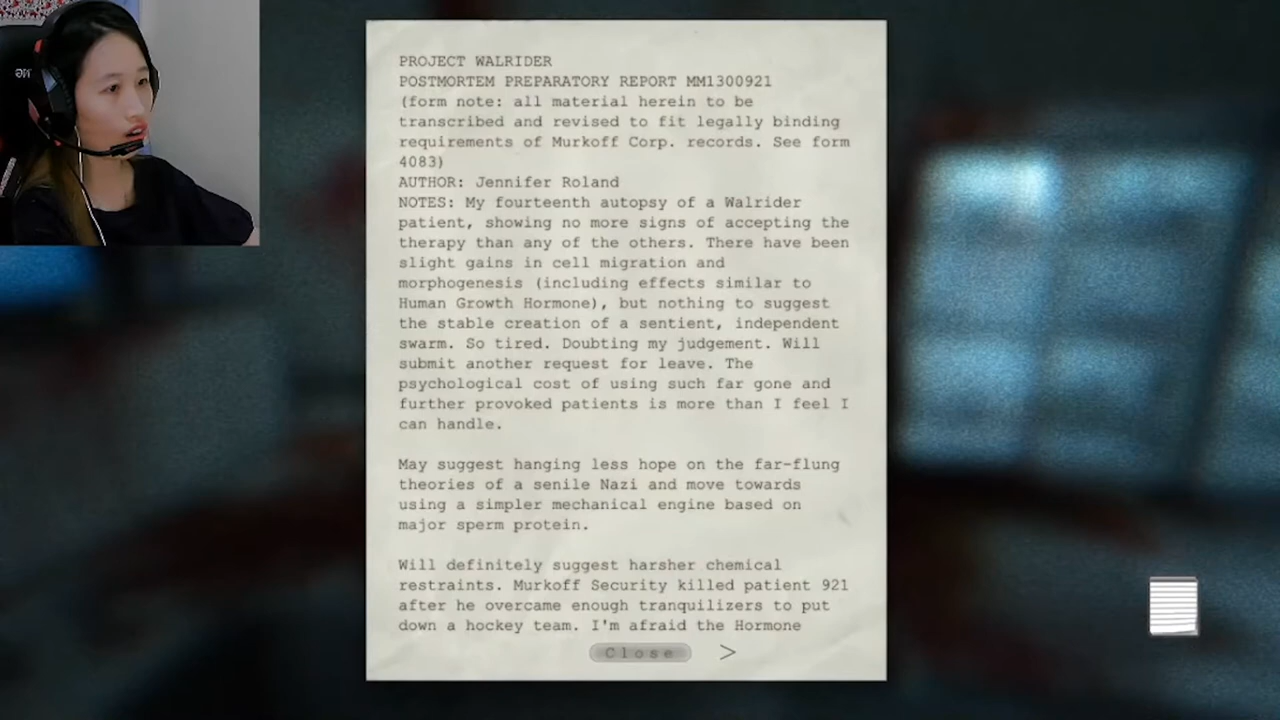 PROJECT WALRIDER
POSTMORTEM PREPARATORY REPORT MM1300921
(form note: all material herein to be
transcribed and revised to fit legally binding
requirements of Murkoff Corp. records. See form
4083)
AUTHOR: Jennifer Roland
NOTES: My fourteenth autopsy of a Walrider
patient, showing no more signs of accepting the
therapy than any of the others. There have been
slight gains in cell migration and
morphogenesis (including effects similar to
Human Growth Hormone), but nothing to suggest
the stable creation of a sentient, independent
swarm. So tired. Doubting my judgement. Will
submit another request for leave. The
psychological cost of using such far gone and
further provoked patients is more than I feel I
can handle.
May suggest hanging less hope on the far-flung
theories of a senile Nazi and move towards
using a simpler mechanical engine based on
major sperm protein.
Will definitely suggest harsher chemical
restraints. Murkoff Security killed patient 921
after he overcame enough tranquilizers to put
down a hockey team. I'm afraid the Hormone
Close >